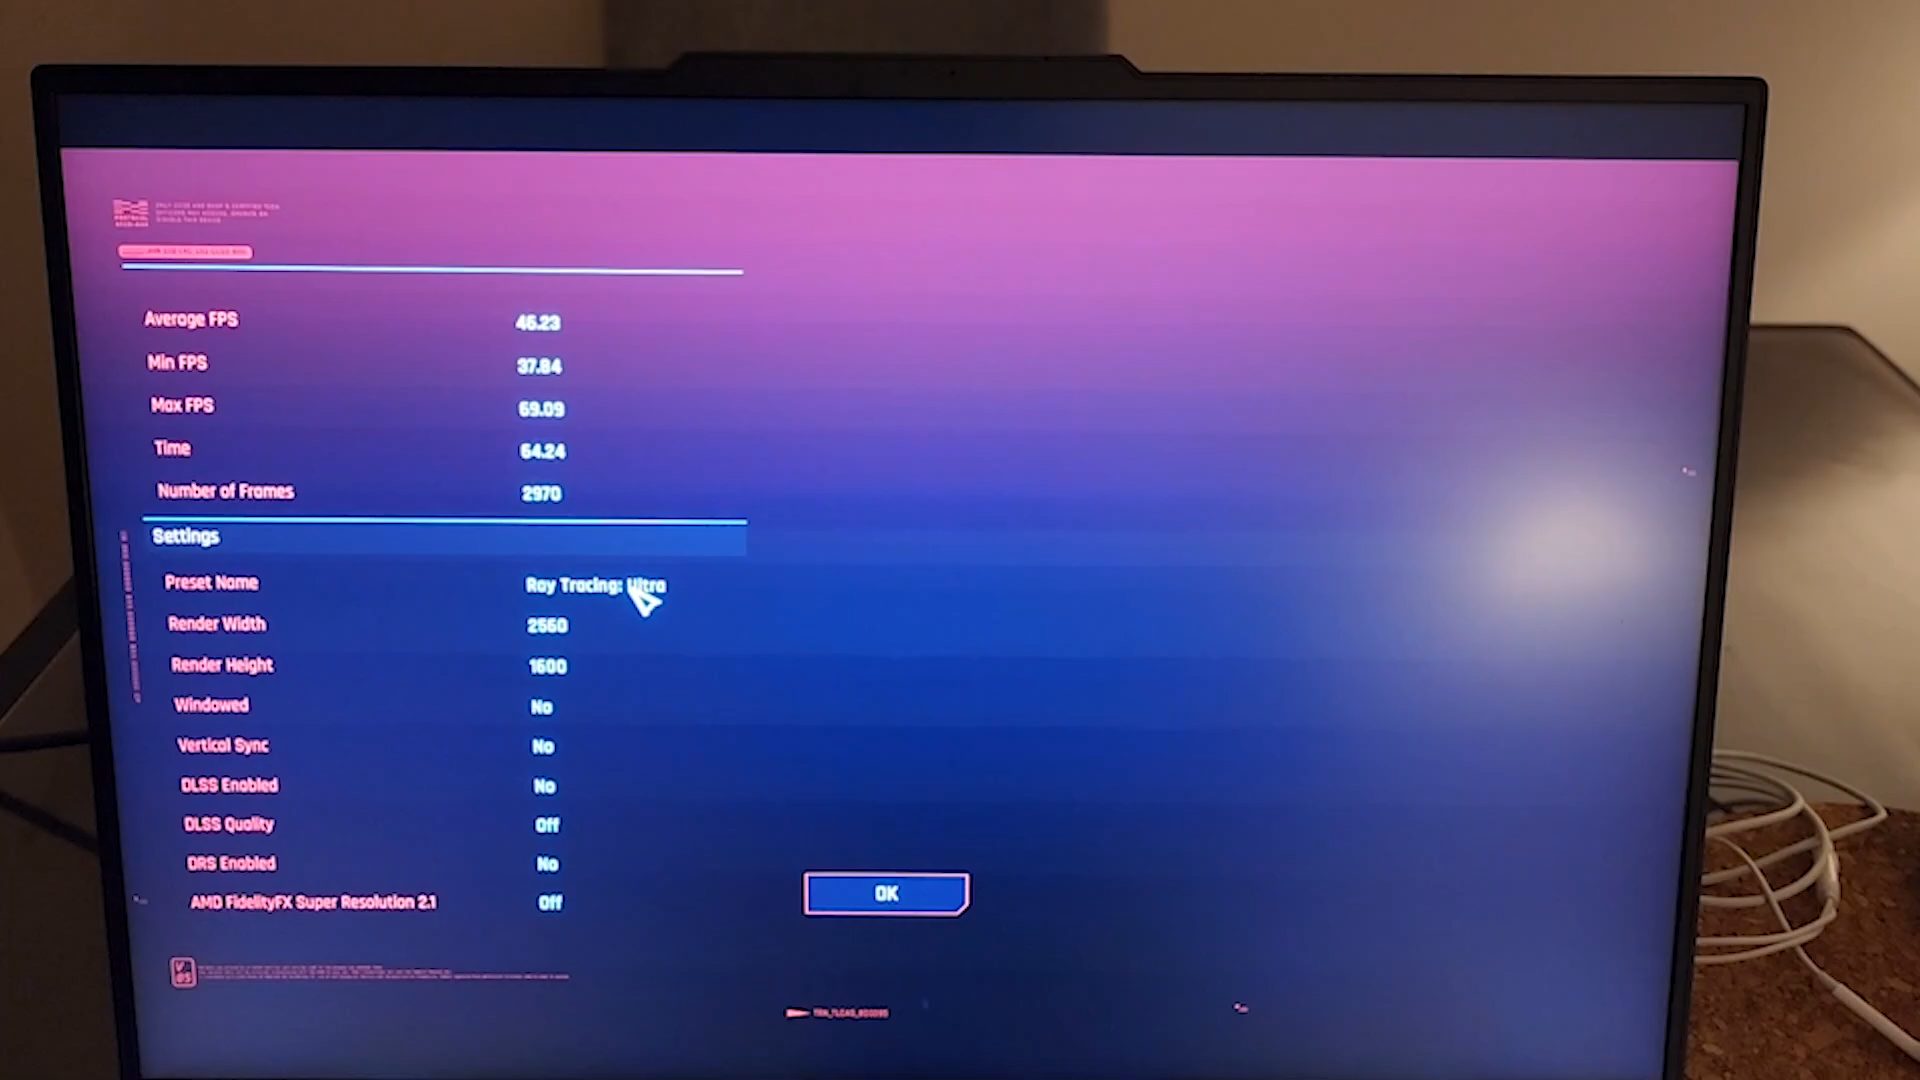 PROTOCOL
Average FPS 46.23
Min FPS 37.84
Max FPS 69.09
Time 64.24
Number of Frames 2970
Settings
Preset Name Ray Tracing: Ultra
Render Width 2560
Render Height 1600
Windowed No
Vertical Sync No
DLSS Enabled No
DLSS Quality Off
DRS Enabled No
AMD FidelityFX Super Resolution 2.1 Off
OK
TRN_TLCAS_800095